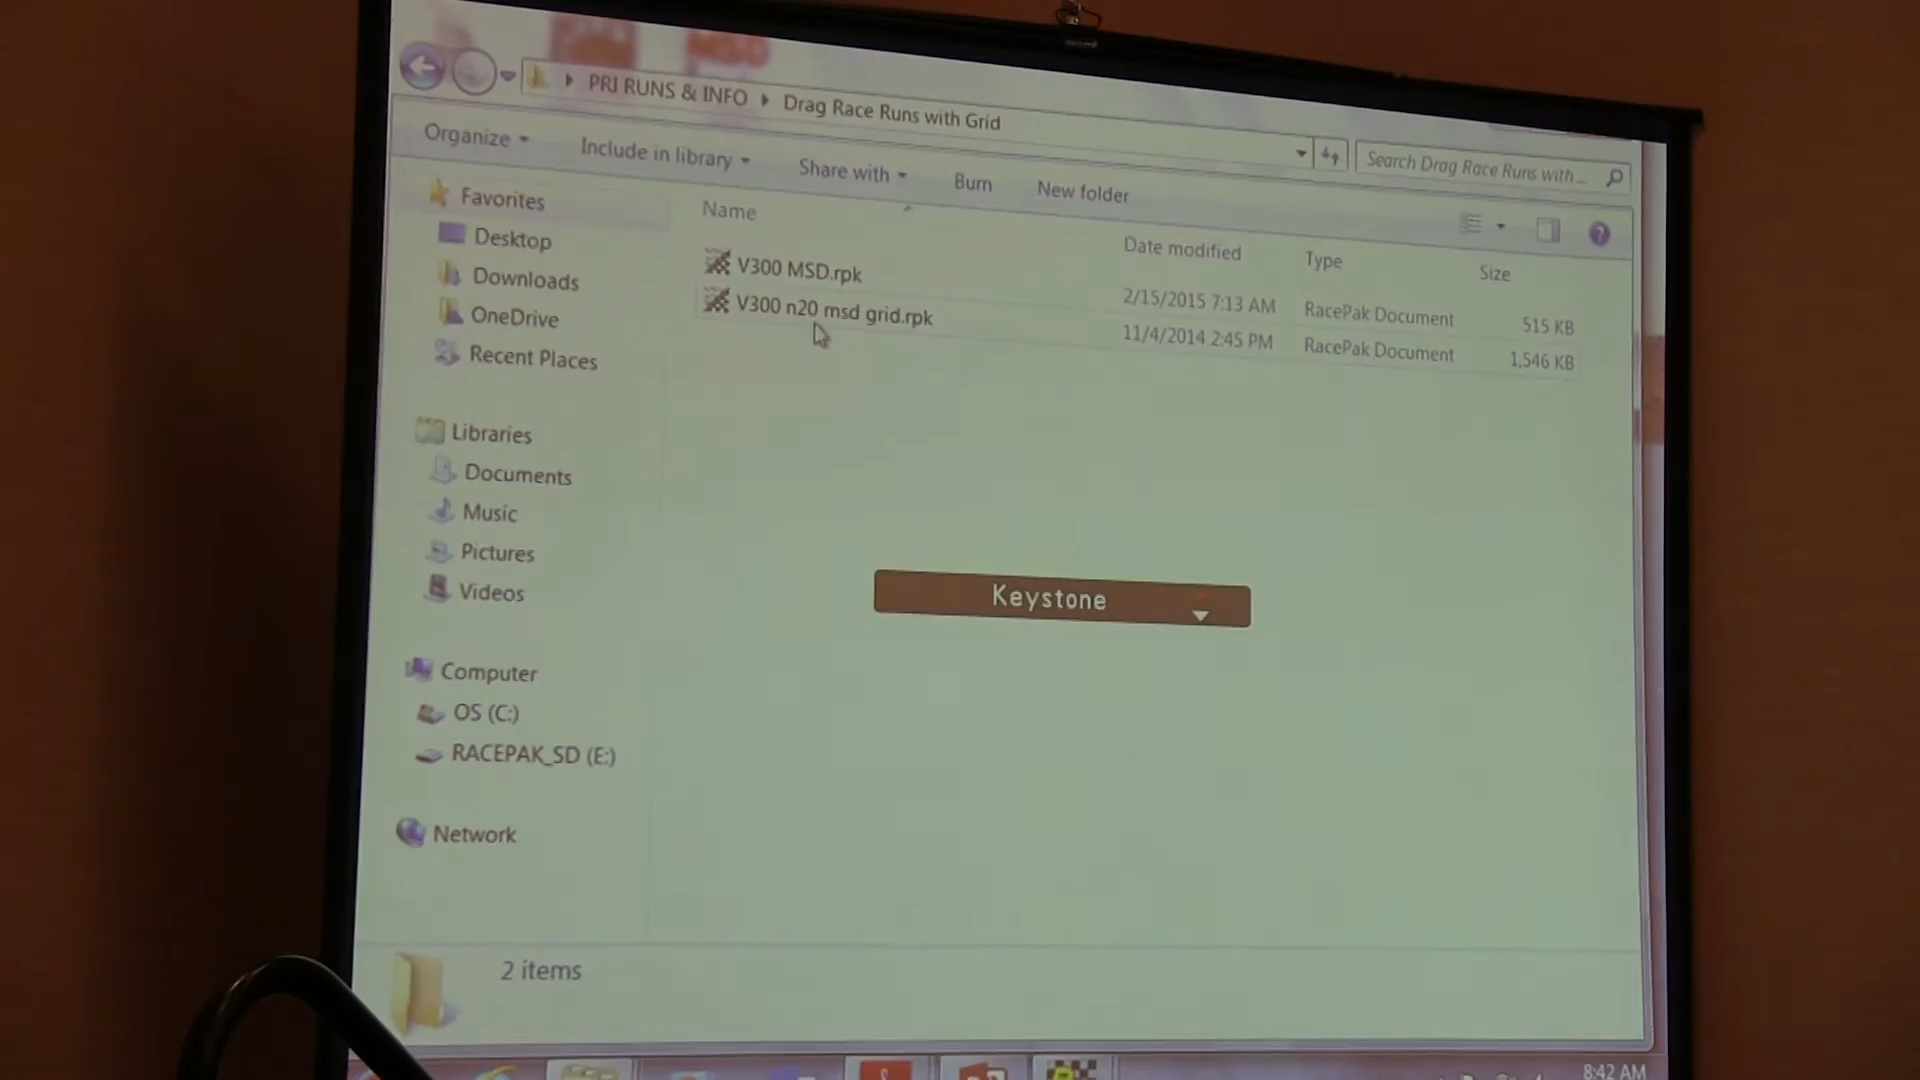 PRI RUNS & INFO Drag Race Runs with Grid
Search Drag Race Runs with ...
Organize Include in library Share with Burn New folder
Name Date modified Type Size
V300 MSD.rpk 2/15/2015 7:13 AM RacePak Document 515 KB
V300 n20 msd grid.rpk 11/4/2014 2:45 PM RacePak Document 1,546 KB
Favorites
Desktop
Downloads
OneDrive
Recent Places
Libraries
Documents
Music
Pictures
Videos
Computer
OS (C:)
RACEPAK_SD (E:)
Network
Keystone
2 items
8:42 AM